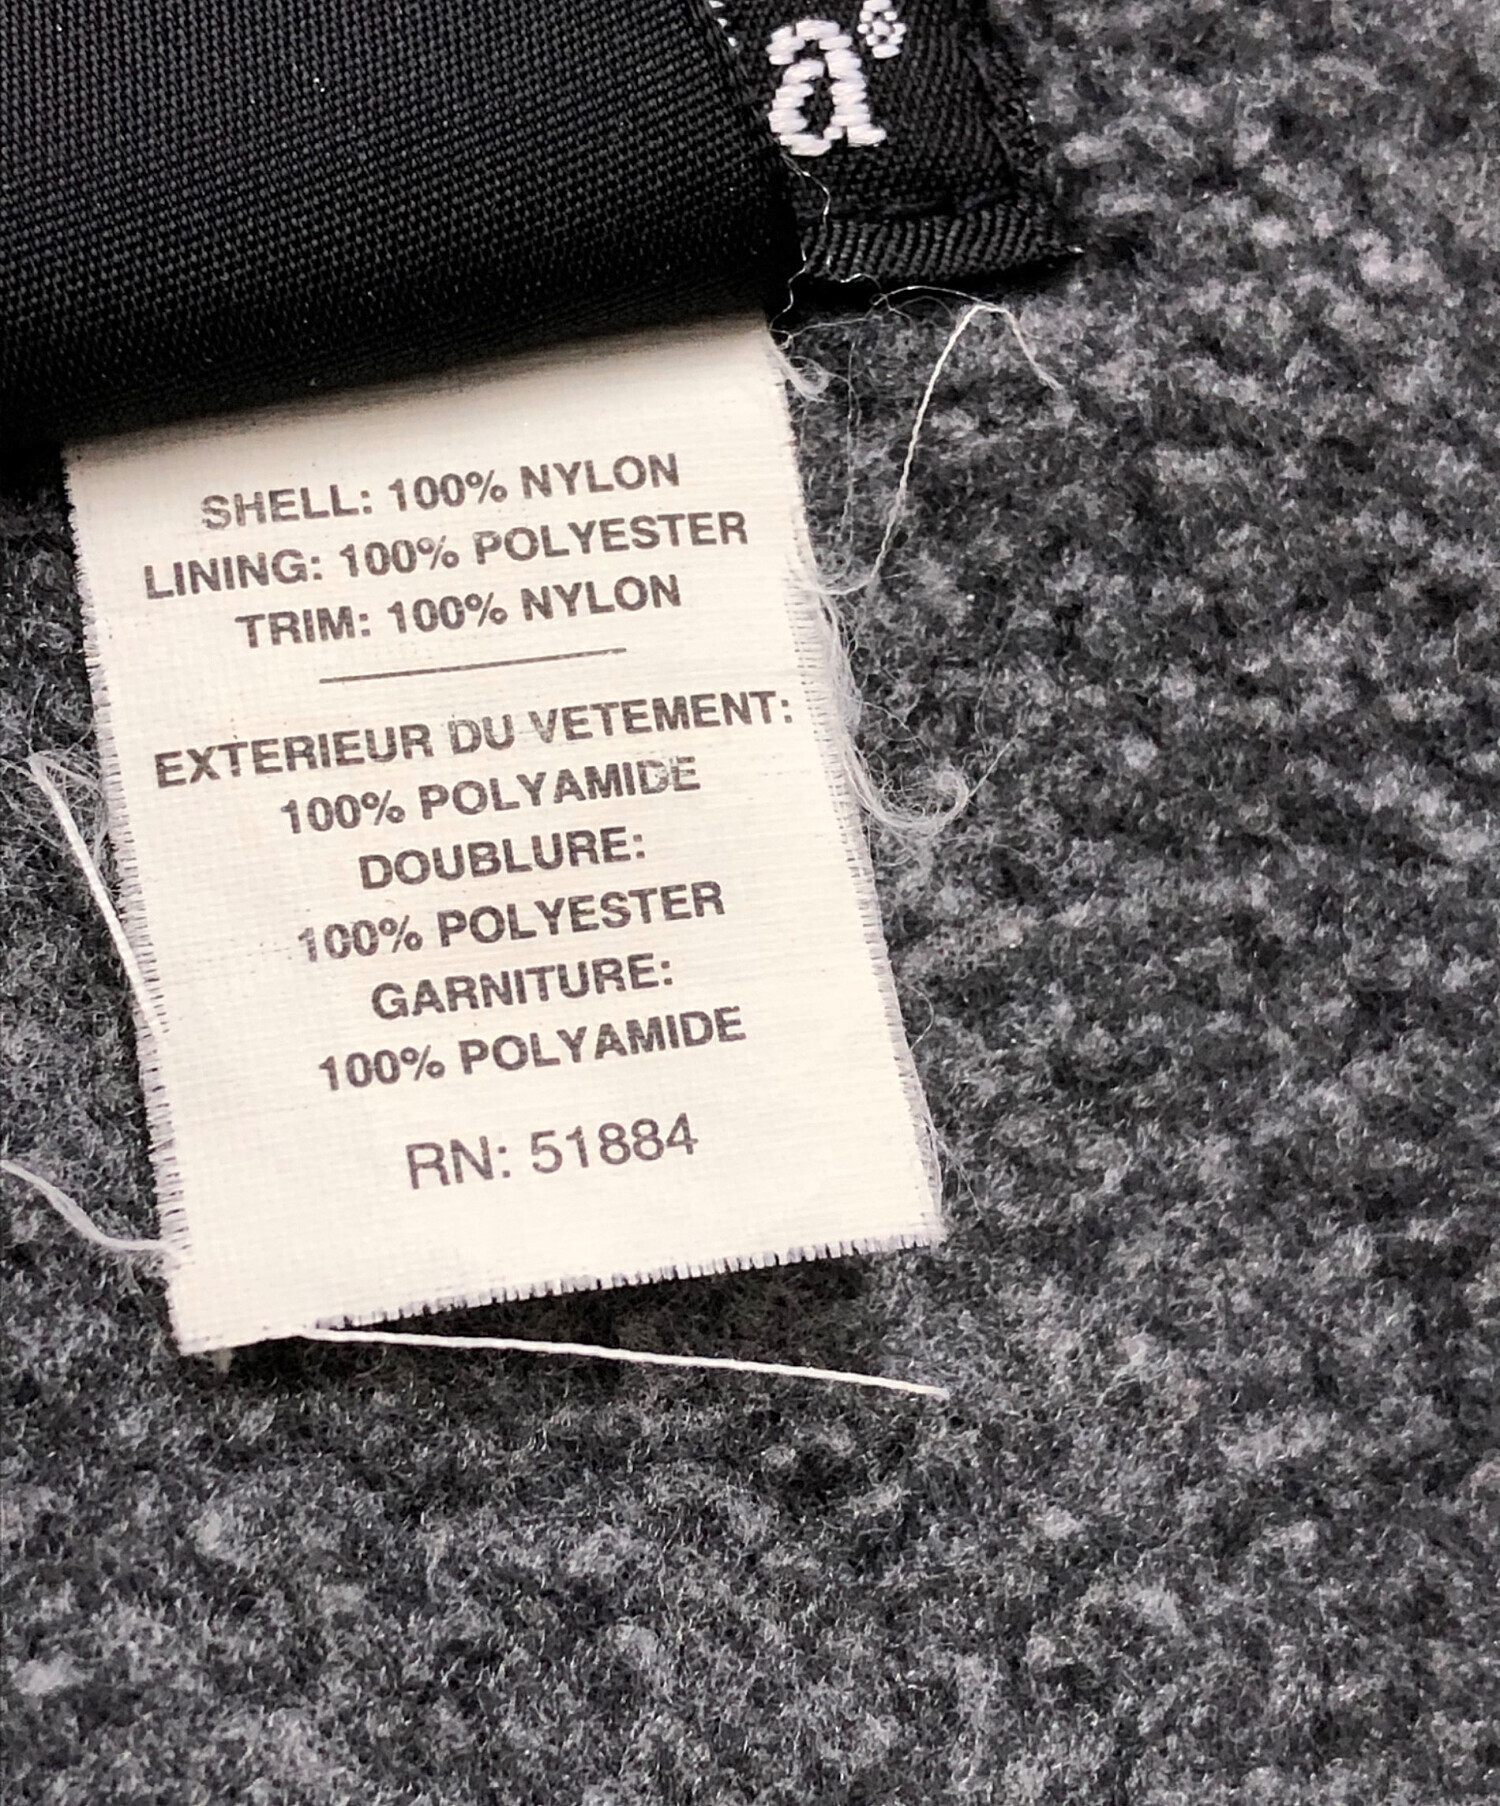 a®
SHELL: 100% NYLON
LINING: 100% POLYESTER
TRIM: 100% NYLON
EXTERIEUR DU VETEMENT:
100% POLYAMIDE
DOUBLURE:
100% POLYESTER
GARNITURE:
100% POLYAMIDE
RN: 51884